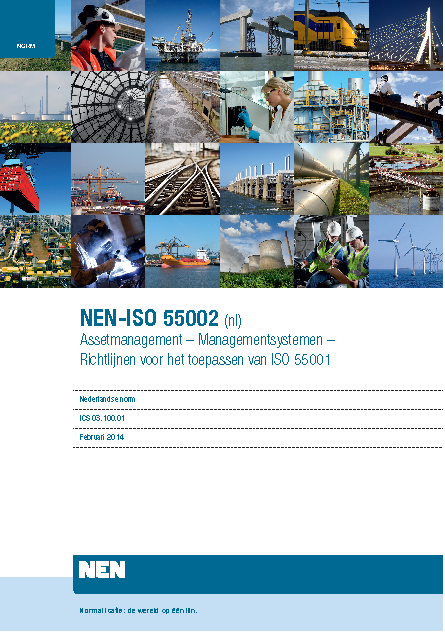 NORM
NEN-ISO 55002 (nl)
Assetmanagement – Managementsystemen –
Richtlijnen voor het toepassen van ISO 55001
Nederlandse norm
ICS 03.100.01
Februari 2014
NEN
Normalisatie: de wereld op één lijn.